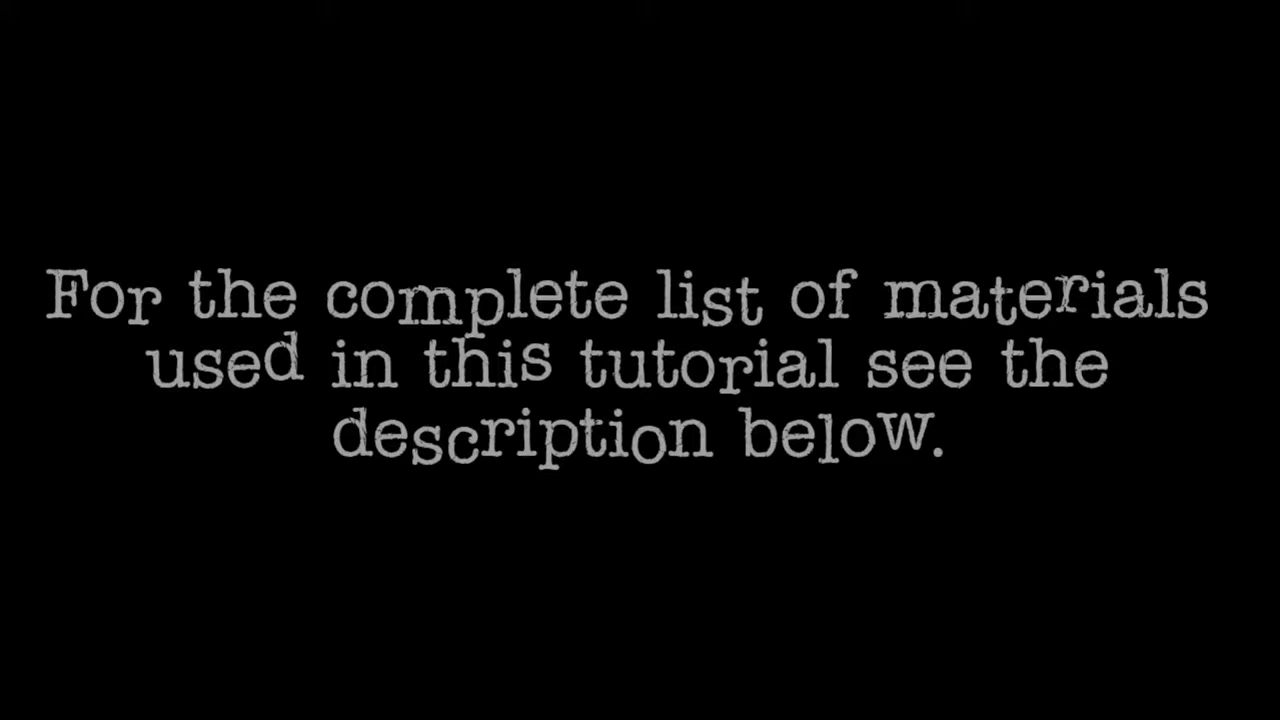 For the complete list of materials
used in this tutorial see the
description below.